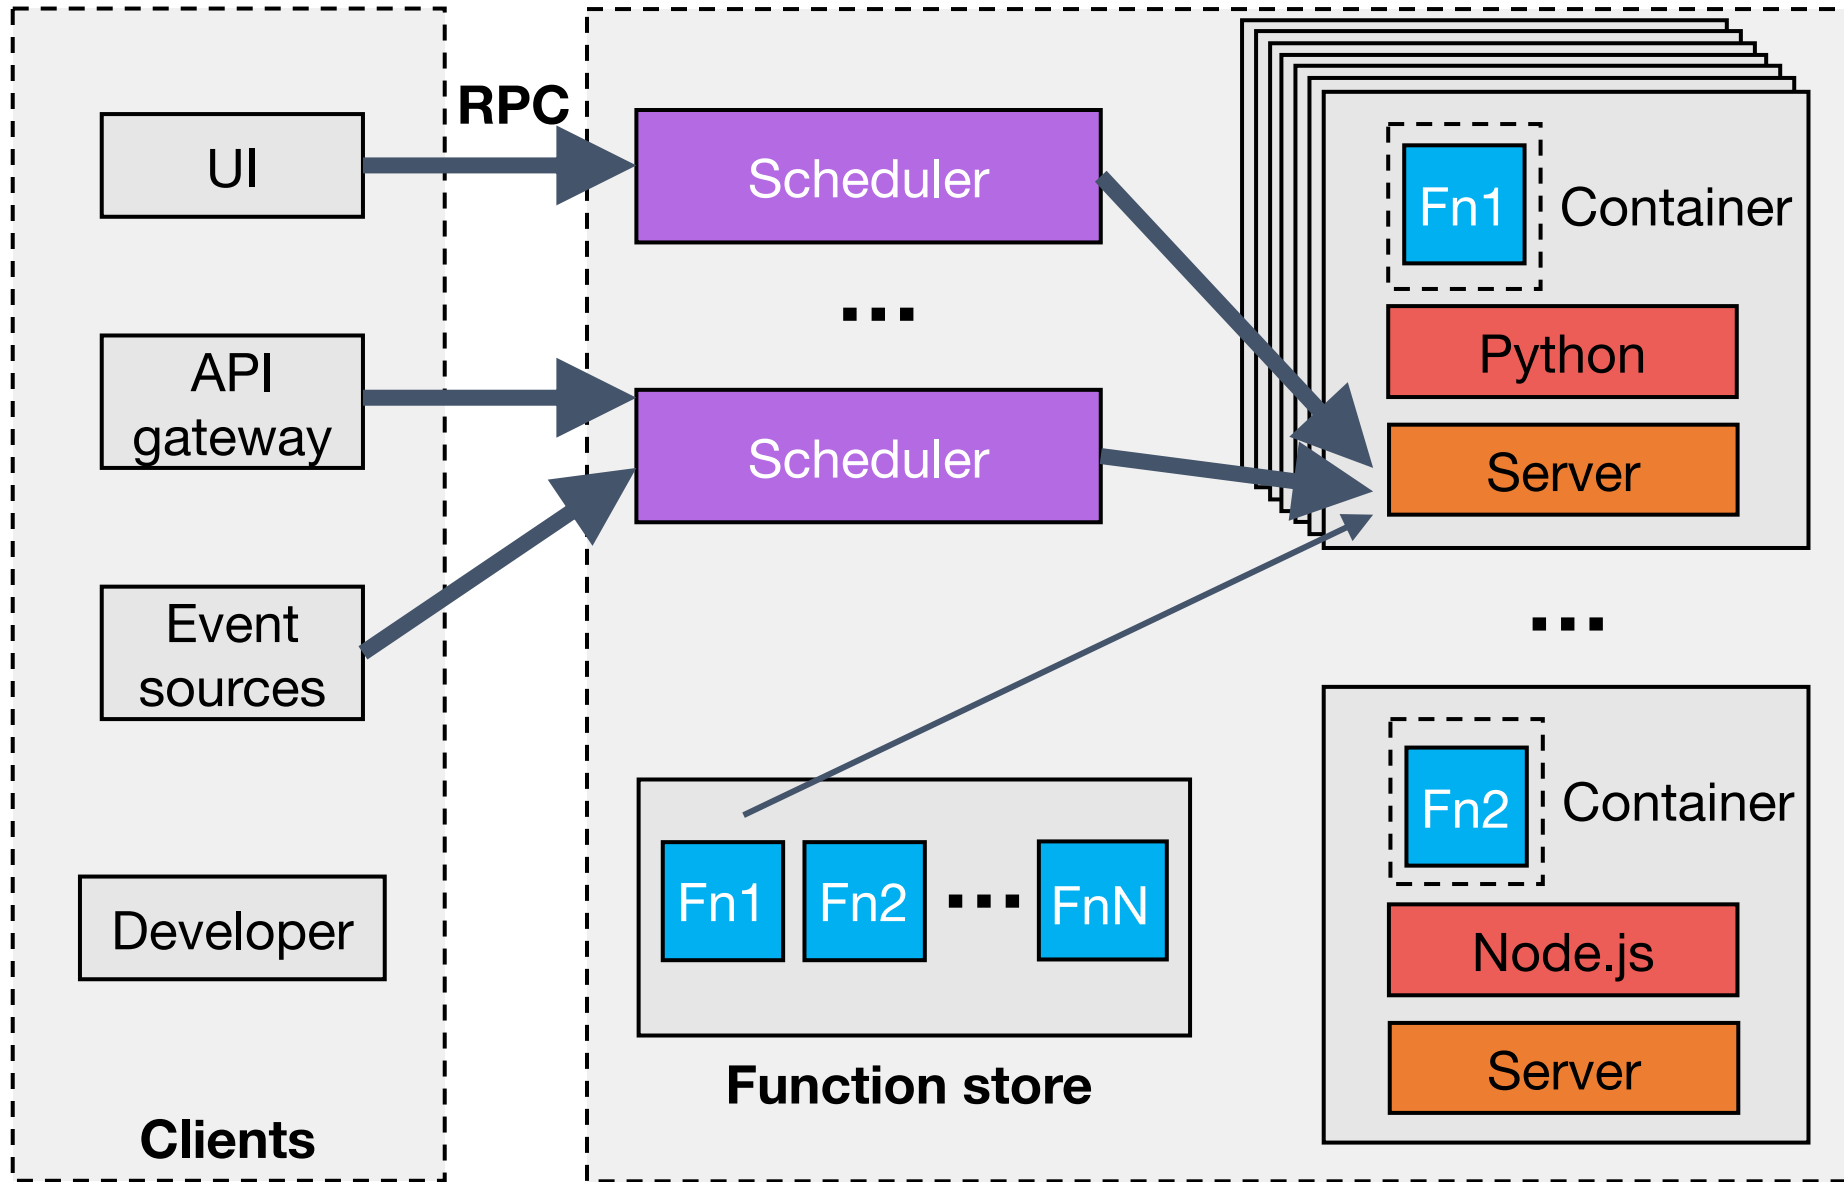 UI
API
gateway
Event
sources
Developer
Clients
RPC
Scheduler
...
Scheduler
Fn1
Fn2
...
FnN
Function store
Fn1
Container
Python
Server
...
Fn2
Container
Node.js
Server